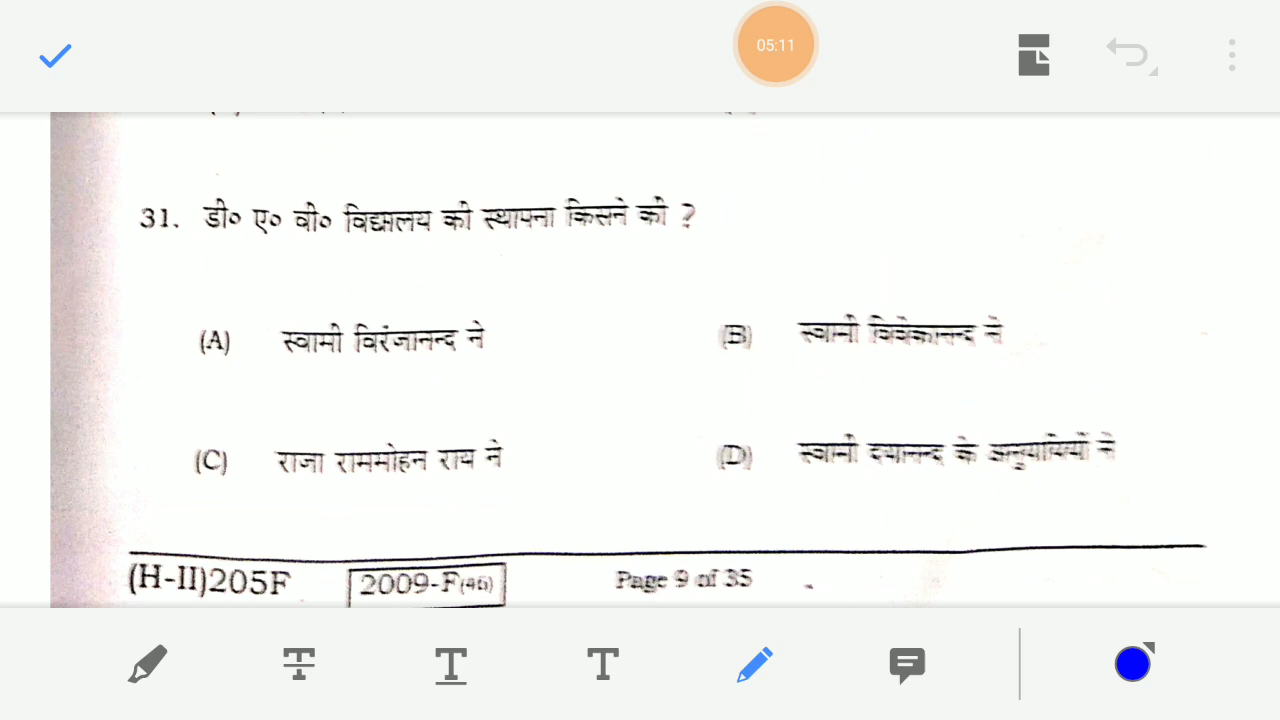 05:11
31. डी० ए० वी० विद्यालय की स्थापना किसने की ?
(A) स्वामी विरंजानन्द ने (B) स्वामी विवेकानन्द ने
(C) राजा राममोहन राय ने (D) स्वामी दयानन्द के अनुयायियों ने
(H-II)205F 2009-F(46) Page 9 of 35
T T T